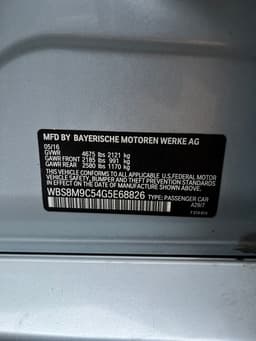 MFD BY BAYERISCHE MOTOREN WERKE AG
05/16
GVWR 4675 lbs 2121 kg
GAWR FRONT 2185 lbs 991 kg
GAWR REAR 2580 lbs 1170 kg
THIS VEHICLE CONFORMS TO ALL APPLICABLE
U.S.FEDERAL MOTOR VEHICLE SAFETY, BUMPER,
AND THEFT PREVENTION STANDARDS
IN EFFECT ON THE DATE OF
MANUFACTURE SHOWN ABOVE.
WBS8M9C54G5E68826 TYPE: PASSENGER CAR